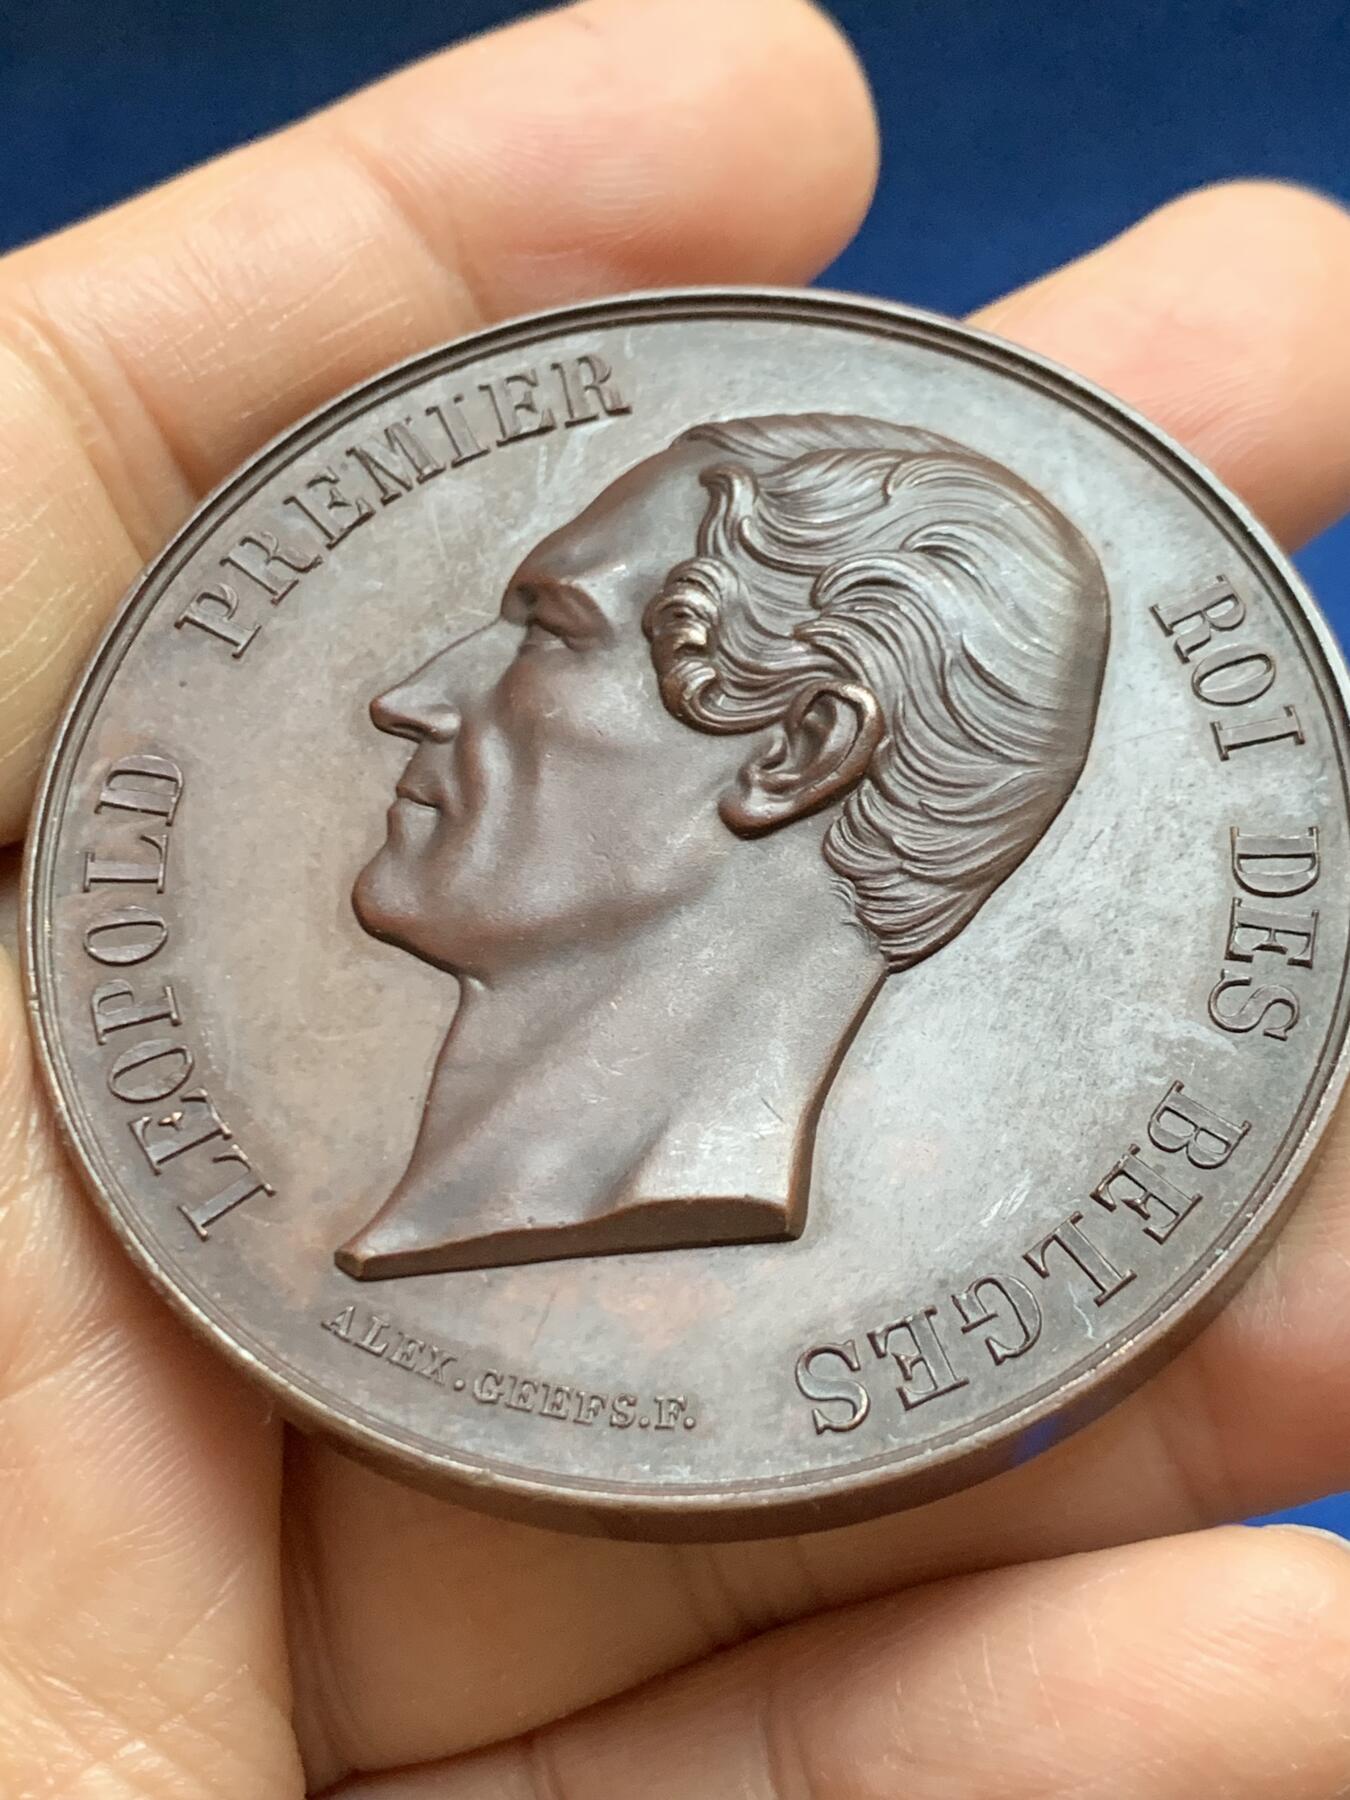 LEOPOLD PREMIER ROI DES BELGES
ALEX. GEEFS. F.